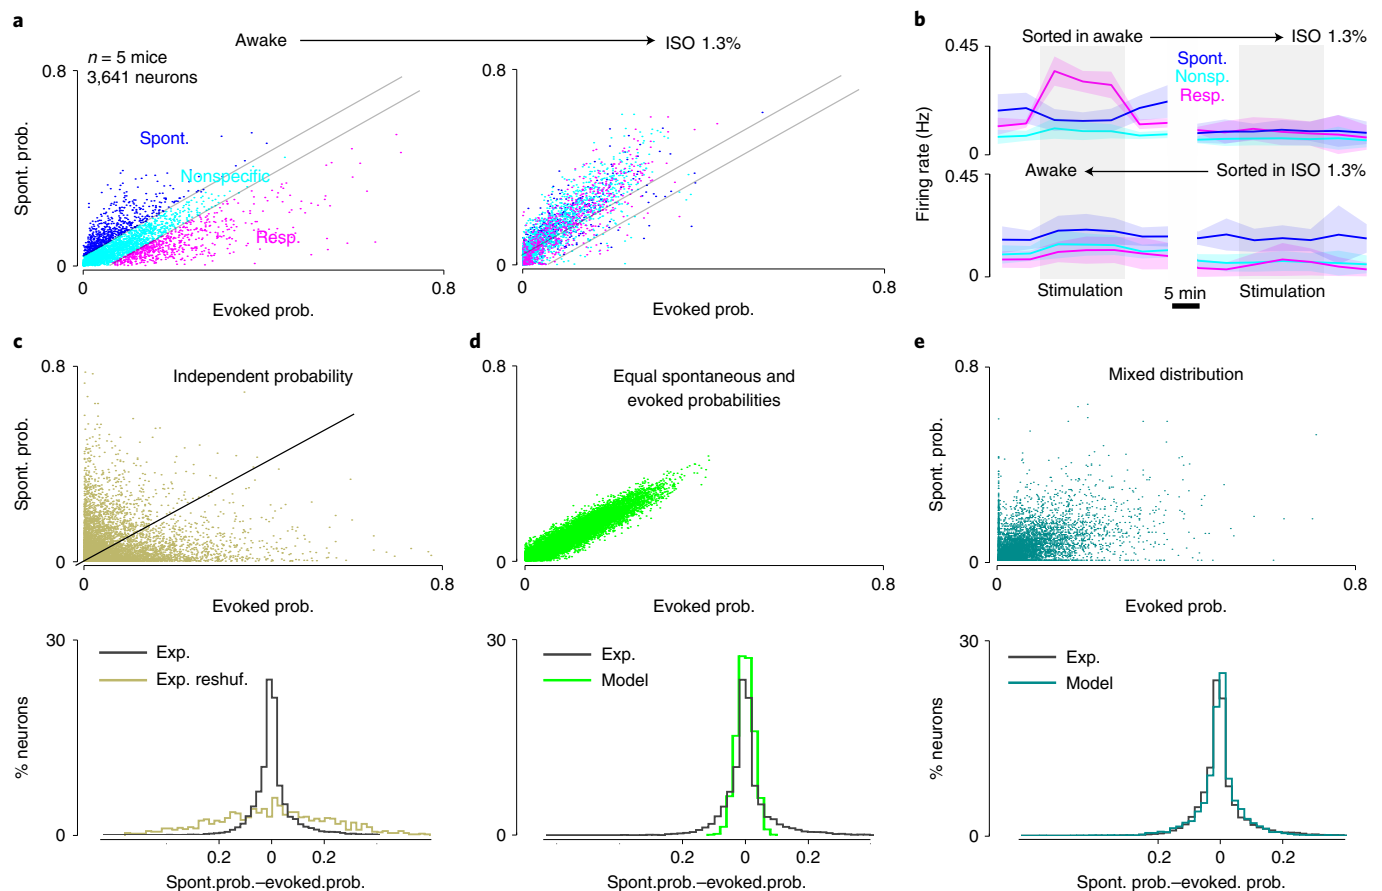 a
Awake
ISO 1.3%
n = 5 mice
3,641 neurons
0.8
Spont. prob.
0
Spont.
Nonspecific
Resp.
0
0.8
Evoked prob.
0.8
0
0
0.8
Evoked prob.
b
Sorted in awake
ISO 1.3%
0.45
Spont.
Nonsp.
Resp.
0
Firing rate (Hz)
Awake
Sorted in ISO 1.3%
0.45
0
Stimulation
5 min
Stimulation
c
0.8
Independent probability
Spont. prob.
0
0
0.8
Evoked prob.
30
Exp.
Exp. reshuf.
% neurons
0
0.2
0
0.2
Spont.prob.–evoked.prob.
d
0.8
Equal spontaneous and
evoked probabilities
0
0
0.8
Evoked prob.
30
Exp.
Model
0
0.2
0
0.2
Spont.prob.–evoked.prob.
e
0.8
Mixed distribution
Spont. prob.
0
0
0.8
Evoked prob.
30
Exp.
Model
% neurons
0
0.2
0
0.2
Spont. prob.–evoked. prob.